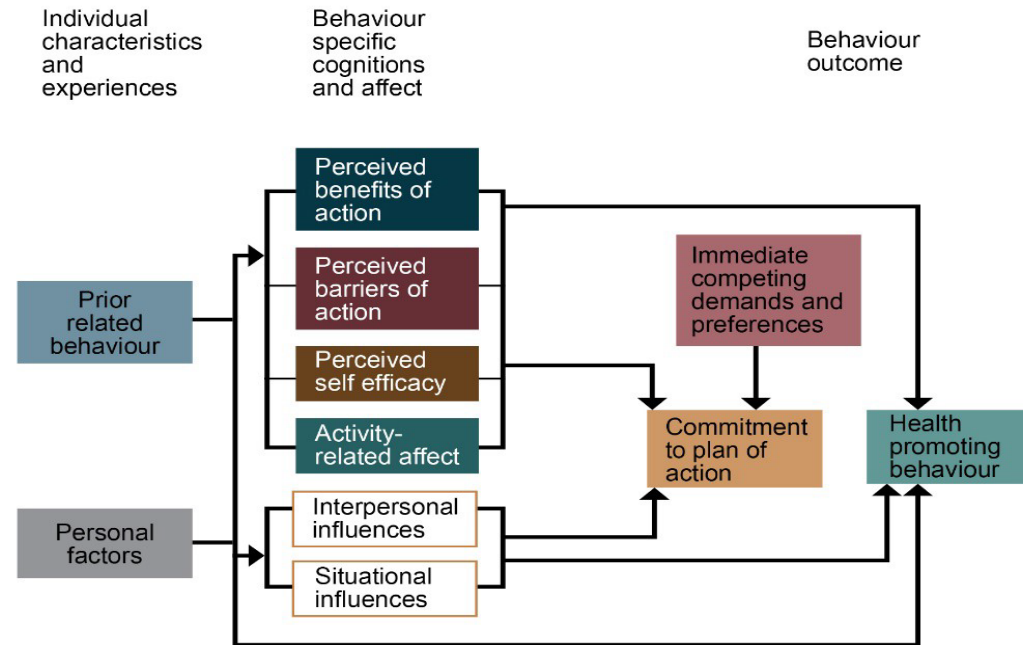 Individual
characteristics
and
experiences
Behaviour
specific
cognitions
and affect
Behaviour
outcome
Perceived
benefits of
action
Perceived
barriers of
action
Immediate
competing
demands and
preferences
Prior
related
behaviour
Perceived
self efficacy
Activity-
related affect
Commitment
to plan of
action
Health
promoting
behaviour
Personal
factors
Interpersonal
influences
Situational
influences